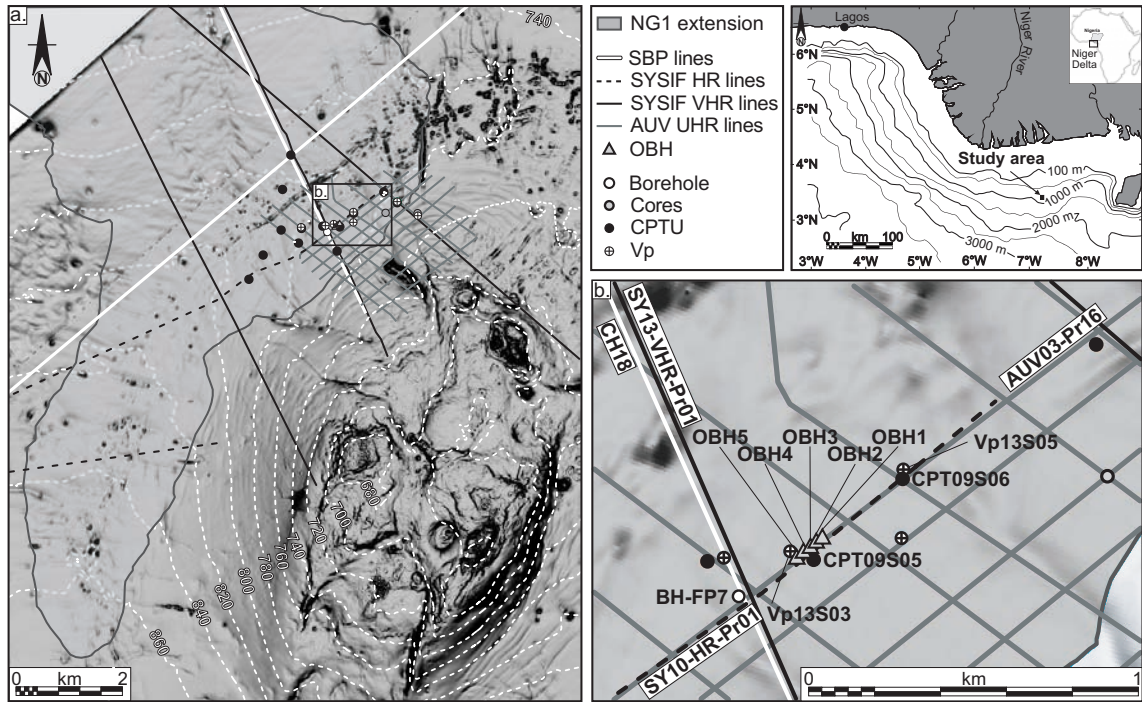 a.
N
740
b.
680
700
720
740
760
780
800
820
840
860
0 km 2
NG1 extension
SBP lines
SYSIF HR lines
SYSIF VHR lines
AUV UHR lines
OBH
Borehole
Cores
CPTU
Vp
N
Lagos
Niger River
Nigeria
Niger
Delta
6°N
5°N
4°N
3°N
Study area
100 m
1000 m
2000 m
3000 m
0 km 100
3°W
4°W
5°W
6°W
7°W
8°W
b.
SY13-VHR-Pr01
CH18
AUV03-Pr16
OBH5
OBH3
OBH1
OBH4
OBH2
Vp13S05
CPT09S06
CPT09S05
BH-FP7
Vp13S03
SY10-HR-Pr01
0 km 1